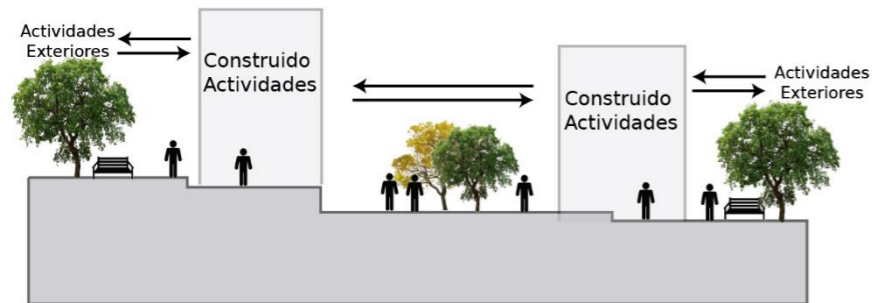 Actividades
Exteriores
Construido
Actividades
Construido
Actividades
Actividades
Exteriores